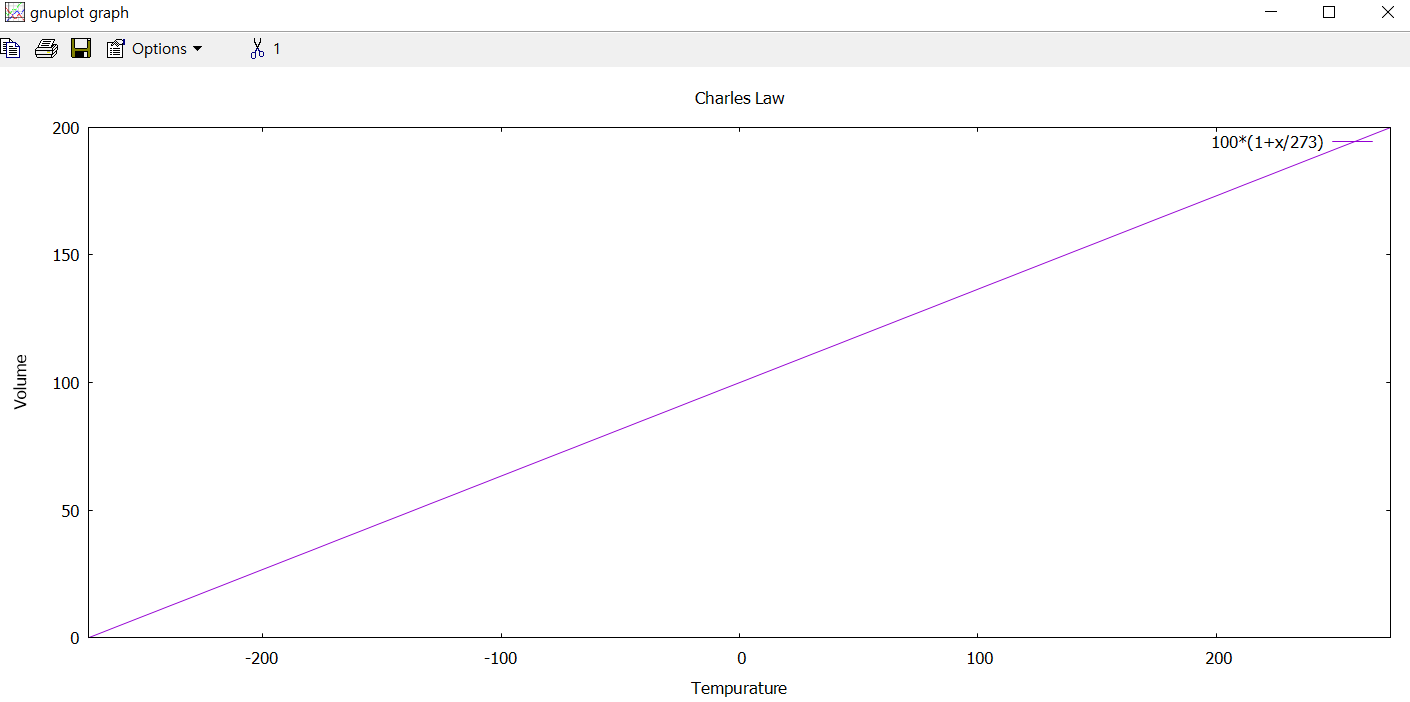 gnuplot graph
Options 1
Charles Law
200
100*(1+x/273)
150
Volume
100
50
0
-200 -100 0 100 200
Tempurature